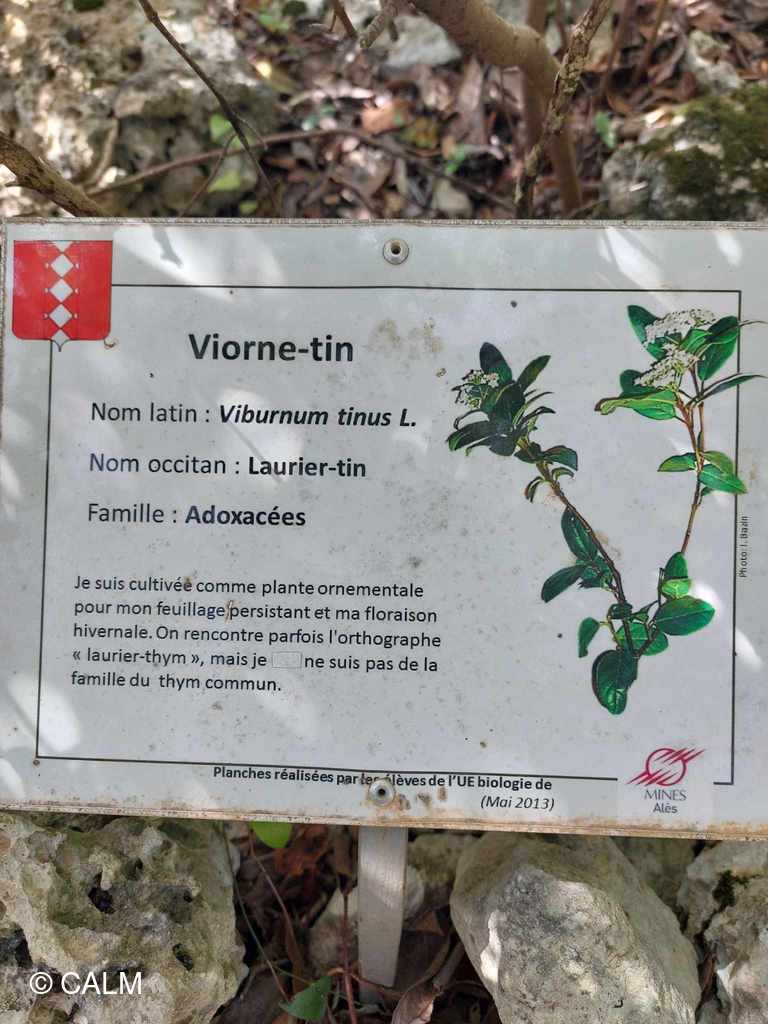 Viorne-tin
Nom latin : Viburnum tinus L.
Nom occitan : Laurier-tin
Famille : Adoxacées
Je suis cultivée comme plante ornementale
pour mon feuillage persistant et ma floraison
hivernale. On rencontre parfois l'orthographe
« laurier-thym », mais je ne suis pas de la
famille du thym commun.
Photo: I. Bazin
Planches réalisées par les élèves de l'UE biologie de
(Mai 2013)
MINES
Alès
© CALM